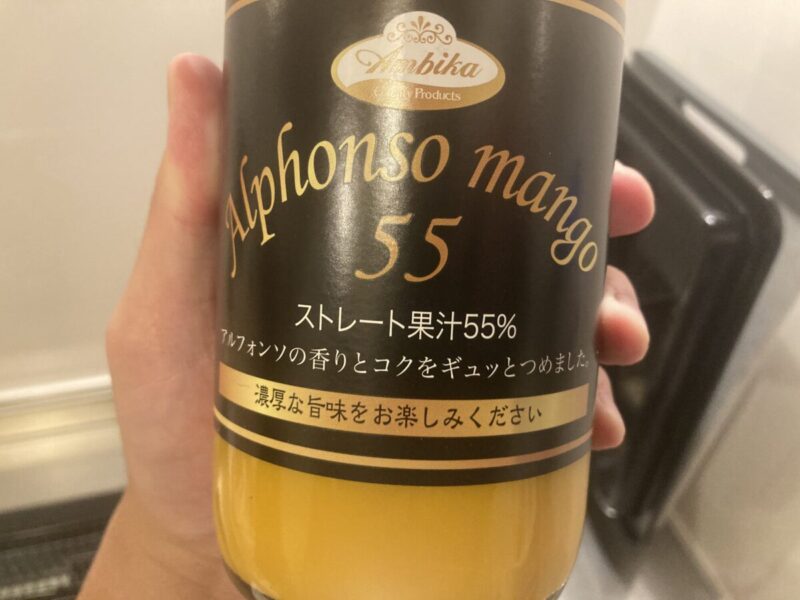 Ambika
Quality Products
Alphonso mango
55
ストレート果汁55%
アルフォンソの香りとコクをギュッとつめました。
濃厚な旨味をお楽しみください